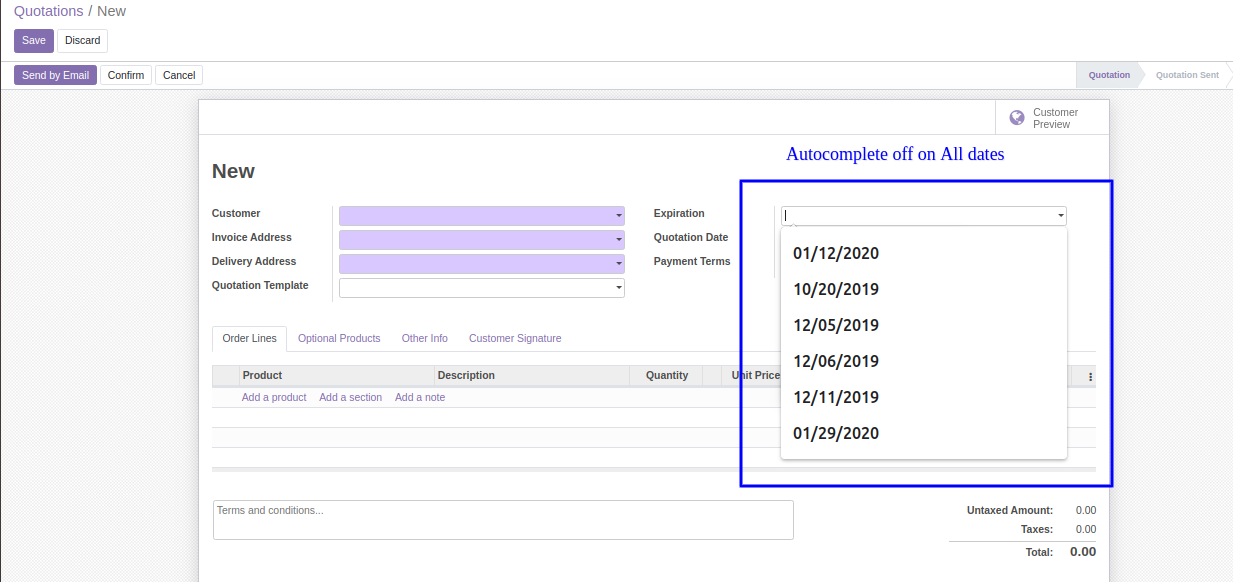 Quotations / New
Save Discard
Send by Email Confirm Cancel
Quotation Quotation Sent
Customer
Preview
Autocomplete off on All dates
New
Customer
Invoice Address
Delivery Address
Quotation Template
Expiration
Quotation Date
Payment Terms
01/12/2020
10/20/2019
12/05/2019
12/06/2019
12/11/2019
01/29/2020
Order Lines Optional Products Other Info Customer Signature
Product Description Quantity Unit Price
Add a product Add a section Add a note
Terms and conditions...
Untaxed Amount: 0.00
Taxes: 0.00
Total: 0.00